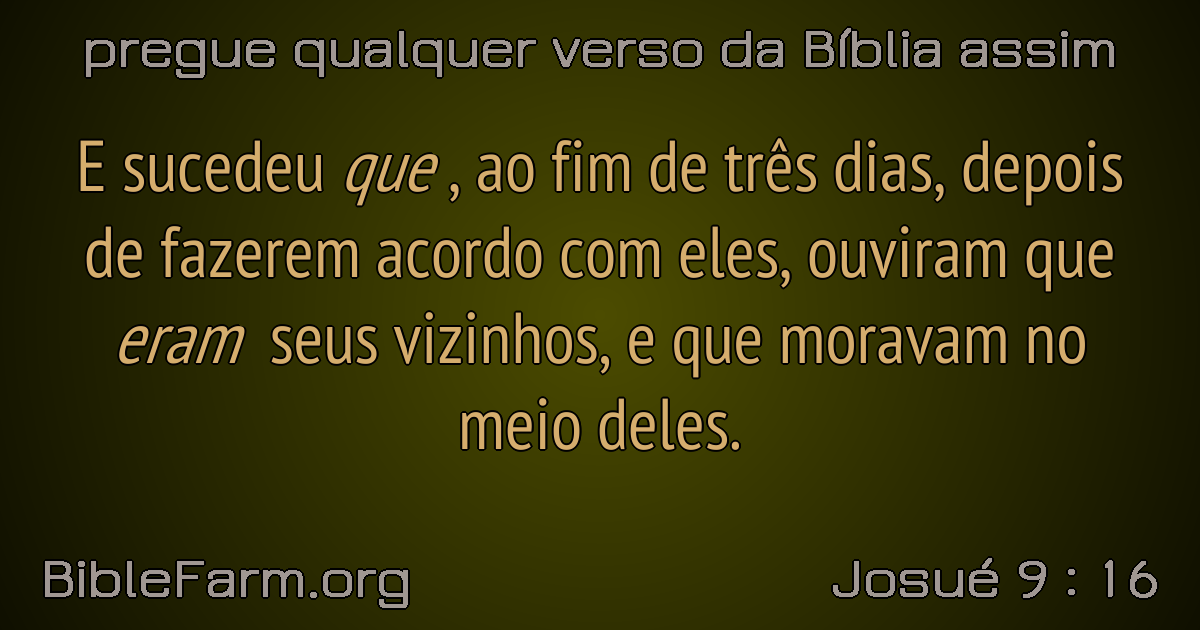 pregue qualquer verso da Bíblia assim
E sucedeu que , ao fim de três dias, depois
de fazerem acordo com eles, ouviram que
eram seus vizinhos, e que moravam no
meio deles.
BibleFarm.org
Josué 9 : 16